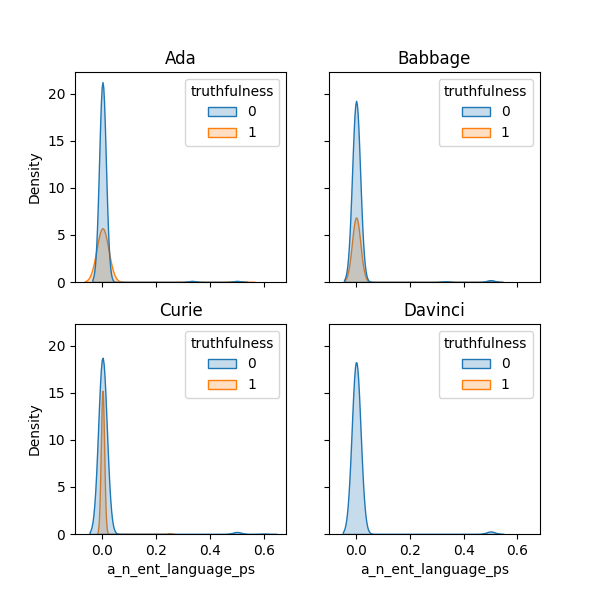 Ada
Babbage
truthfulness
0
1
truthfulness
0
1
20
15
10
5
0
Density
Curie
Davinci
truthfulness
0
1
truthfulness
0
1
20
15
10
5
0
Density
0.0 0.2 0.4 0.6
0.0 0.2 0.4 0.6
a_n_ent_language_ps
a_n_ent_language_ps